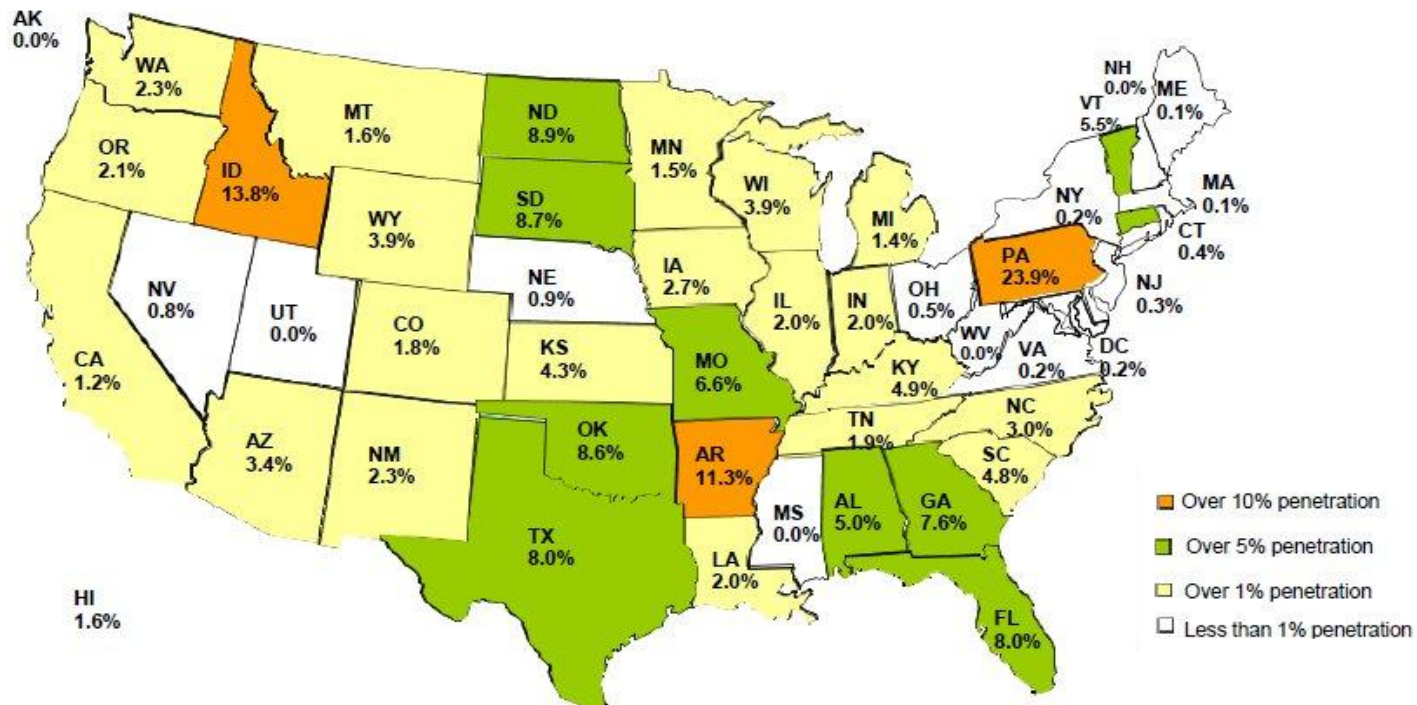 AK
0.0%
WA
2.3%
MT
1.6%
ND
8.9%
MN
1.5%
NH
0.0%
VT
5.5%
ME
0.1%
OR
2.1%
ID
13.8%
SD
8.7%
WI
3.9%
MI
1.4%
NY
0.2%
MA
0.1%
CT
0.4%
WY
3.9%
IA
2.7%
PA
23.9%
NJ
0.3%
NV
0.8%
UT
0.0%
NE
0.9%
IL
2.0%
IN
2.0%
OH
0.5%
WV
0.0%
VA
0.2%
DC
0.2%
CA
1.2%
CO
1.8%
KS
4.3%
MO
6.6%
KY
4.9%
AZ
3.4%
NM
2.3%
OK
8.6%
AR
11.3%
TN
1.9%
NC
3.0%
SC
4.8%
TX
8.0%
LA
2.0%
MS
0.0%
AL
5.0%
GA
7.6%
FL
8.0%
HI
1.6%
Over 10% penetration
Over 5% penetration
Over 1% penetration
Less than 1% penetration